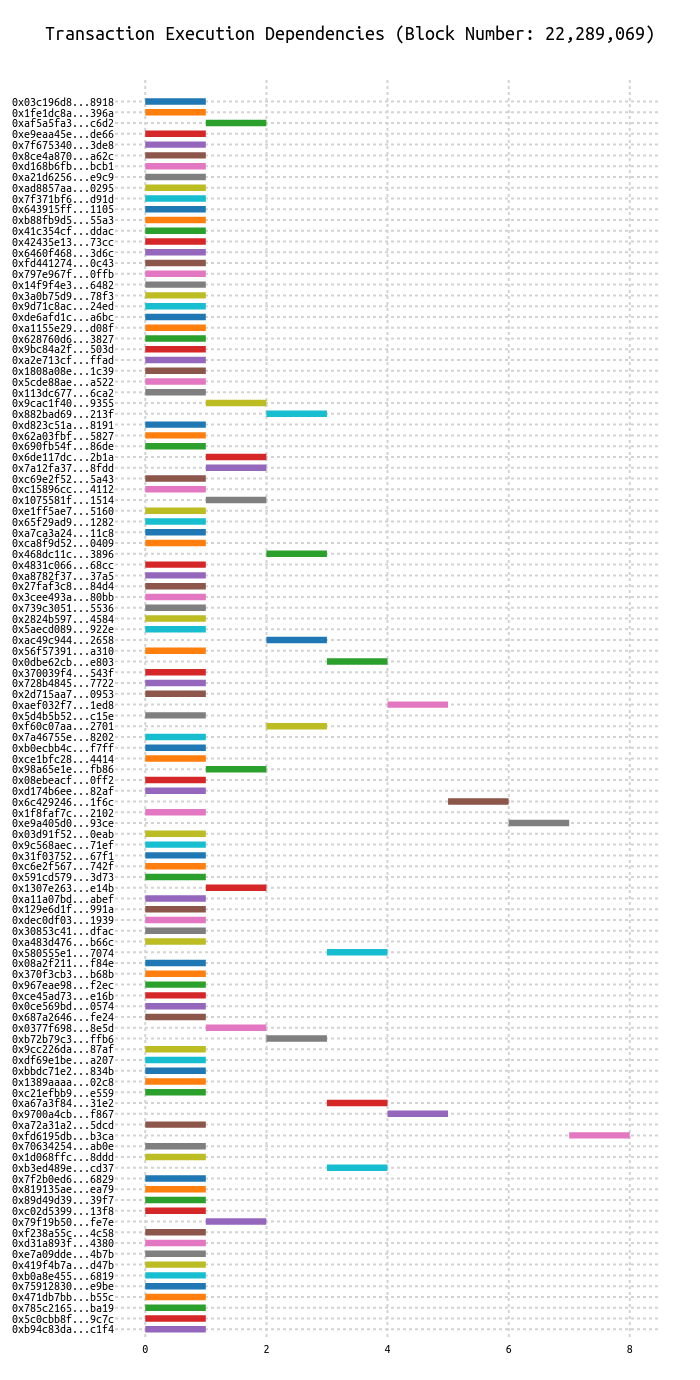 Transaction Execution Dependencies (Block Number: 22,289,069)
0x03c196d8...8918
0x1fe1dc8a...396a
0xaf5a5fa3...c6d2
0xe9eaa45e...de66
0x7f675340...3de8
0x8ce4a870...a62c
0xd168b6fb...bcb1
0xa21d6256...e9c9
0xad8857aa...0295
0x7f371bf6...d91d
0x643915ff...1105
0xb88fb9d5...55a3
0x41c354cf...ddac
0x42435e13...73cc
0x6460f468...3d6c
0xfd441274...0c43
0x797e967f...0ffb
0x14f9f4e3...6482
0x3a0b75d9...78f3
0x9d71c8ac...24ed
0xde6afd1c...a6bc
0xa1155e29...d08f
0x628760d6...3827
0x9bc84a2f...503d
0xa2e713cf...ffad
0x1808a08e...1c39
0x5cde88ae...a522
0x113dc677...6ca2
0x9cac1f40...9355
0x882bad69...213f
0xd823c51a...8191
0x62a03fbf...5827
0x690fb54f...86de
0x6de117dc...2b1a
0x7a12fa37...8fdd
0xc69e2f52...5a43
0xc15896cc...4112
0x1075581f...1514
0xe1ff5ae7...5160
0x65f29ad9...1282
0xa7ca3a24...11c8
0xca8f9d52...0409
0x468dc11c...3896
0x4831c066...68cc
0xa8782f37...37a5
0x27faf3c8...84d4
0x3cee493a...80bb
0x739c3051...5536
0x2824b597...4584
0x5aecd089...922e
0xac49c944...2658
0x56f57391...a310
0x0dbe62cb...e803
0x370039f4...543f
0x728b4845...7722
0x2d715aa7...0953
0xaef032f7...1ed8
0x5d4b5b52...c15e
0xf60c07aa...2701
0x7a46755e...8202
0xb0ecbb4c...f7ff
0xce1bfc28...4414
0x98a65e1e...fb86
0x08ebeacf...0ff2
0xd174b6ee...82af
0x6c429246...1f6c
0x1f8faf7c...2102
0xe9a405d0...93ce
0x03d91f52...0eab
0x9c568aec...71ef
0x31f03752...67f1
0xc6e2f567...742f
0x591cd579...3d73
0x1307e263...e14b
0xa11a07bd...abef
0x129e6d1f...991a
0xdec0df03...1939
0x30853c41...dfac
0xa483d476...b66c
0x580555e1...7074
0x08a2f211...f84e
0x370f3cb3...b68b
0x967eae98...f2ec
0xce45ad73...e16b
0x0ce569bd...0574
0x687a2646...fe24
0x0377f698...8e5d
0xb72b79c3...ffb6
0x9cc226da...87af
0xdf69e1be...a207
0xbbdc71e2...834b
0x1389aaaa...02c8
0xc21efbb9...e559
0xa67a3f84...31e2
0x9700a4cb...f867
0xa72a31a2...5dcd
0xfd6195db...b3ca
0x70634254...ab0e
0x1d068ffc...8ddd
0xb3ed489e...cd37
0x7f2b0ed6...6829
0x819135ae...ea79
0x89d49d39...39f7
0xc02d5399...13f8
0x79f19b50...fe7e
0xf238a55c...4c58
0xd31a893f...4380
0xe7a09dde...4b7b
0x419f4b7a...d47b
0xb0a8e455...6819
0x75912830...e9be
0x471db7bb...b55c
0x785c2165...ba19
0x5c0cbb8f...9c7c
0xb94c83da...c1f4
0 2 4 6 8